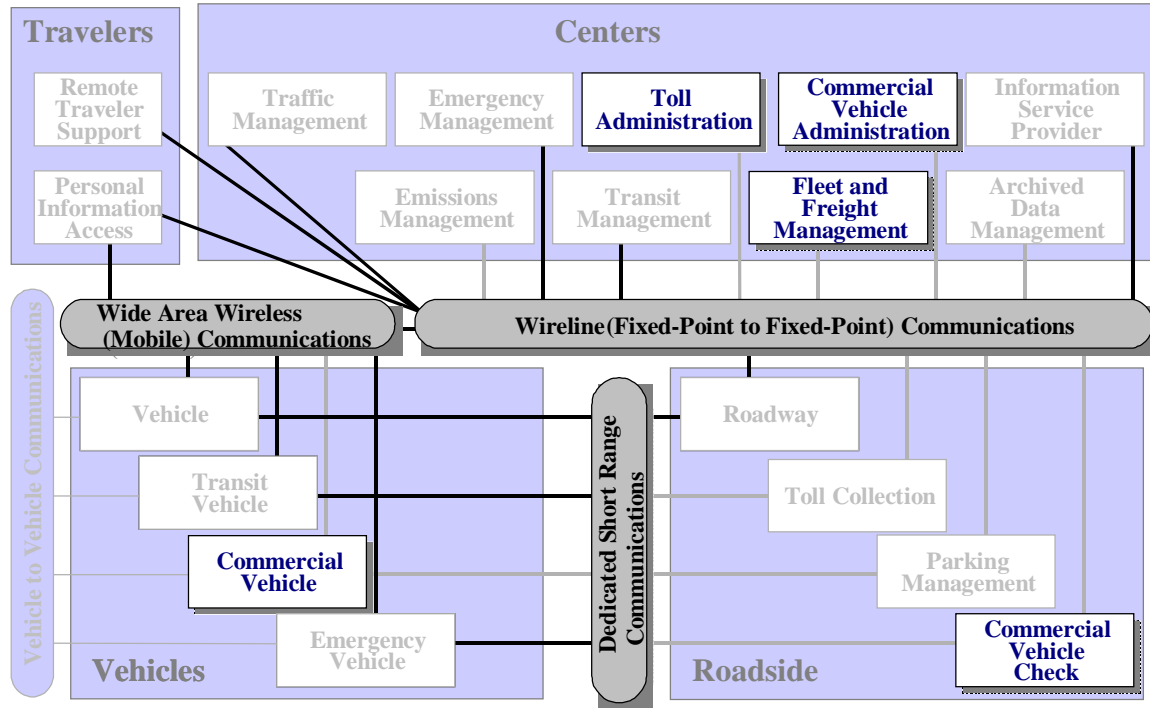 Travelers
Remote
Traveler
Support
Personal
Information
Access
Centers
Traffic
Management
Emergency
Management
Toll
Administration
Commercial
Vehicle
Administration
Information
Service
Provider
Emissions
Management
Transit
Management
Fleet and
Freight
Management
Archived
Data
Management
Wide Area Wireless
(Mobile) Communications
Wireline(Fixed-Point to Fixed-Point) Communications
Vehicle to Vehicle Communications
Vehicle
Transit
Vehicle
Commercial
Vehicle
Emergency
Vehicle
Vehicles
Dedicated Short Range
Communications
Roadway
Toll Collection
Parking
Management
Commercial
Vehicle
Check
Roadside